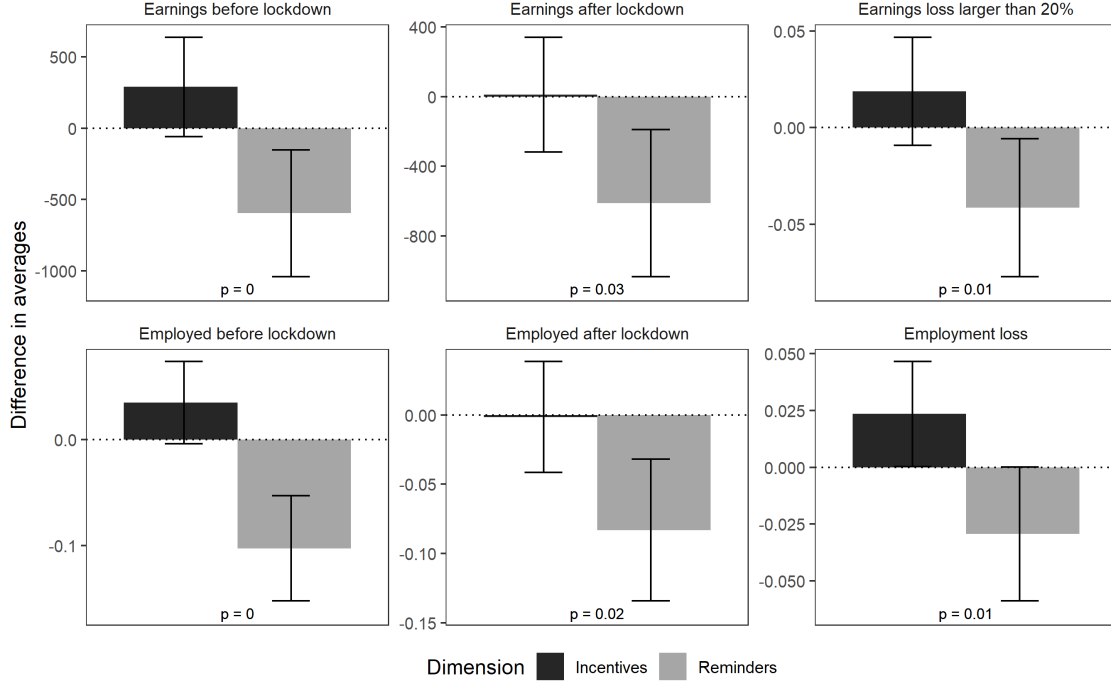 Earnings before lockdown
Earnings after lockdown
Earnings loss larger than 20%
500
0
-500
-1000
p = 0
400
0
-400
-800
p = 0.03
0.05
0.00
-0.05
p = 0.01
Difference in averages
Employed before lockdown
Employed after lockdown
Employment loss
0.0
-0.1
p = 0
0.00
-0.05
-0.10
-0.15
p = 0.02
0.050
0.025
0.000
-0.025
-0.050
p = 0.01
Dimension Incentives Reminders